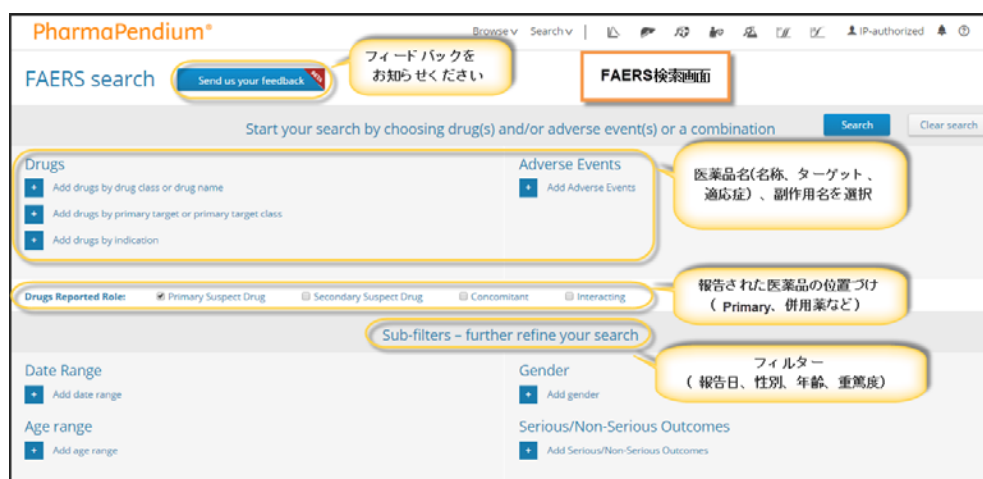 PharmaPendium®
Browse Search IP-authorized
FAERS search
Send us your feedback
BETA
フィードバックを
お知らせください
FAERS検索画面
Start your search by choosing drug(s) and/or adverse event(s) or a combination
Search
Clear search
Drugs
+ Add drugs by drug class or drug name
+ Add drugs by primary target or primary target class
+ Add drugs by indication
Adverse Events
+ Add Adverse Events
医薬品名(名称、ターゲット、
適応症)、副作用名を選択
Drugs Reported Role: Primary Suspect Drug Secondary Suspect Drug Concomitant Interacting
報告された医薬品の位置づけ
( Primary、併用薬など)
Sub-filters – further refine your search
フィルター
( 報告日、性別、年齢、重篤度)
Date Range
+ Add date range
Gender
+ Add gender
Age range
+ Add age range
Serious/Non-Serious Outcomes
+ Add Serious/Non-Serious Outcomes